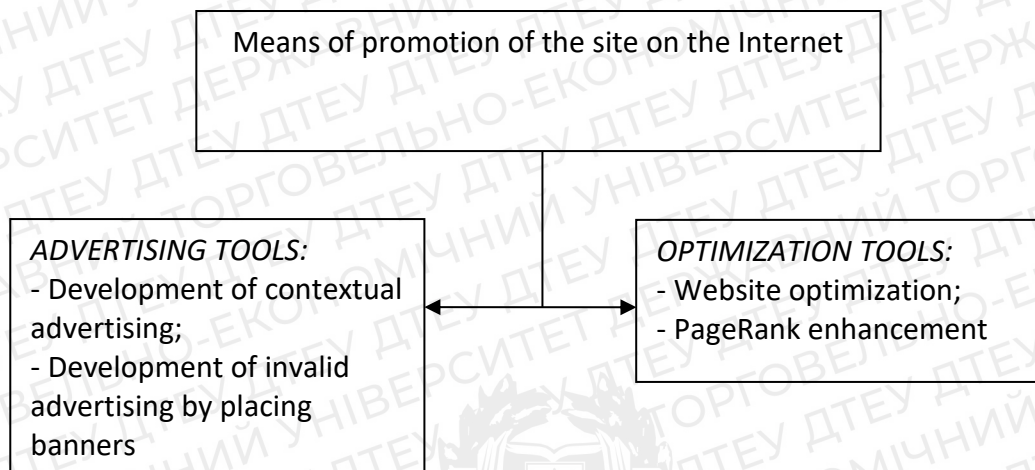 Means of promotion of the site on the Internet
ADVERTISING TOOLS:
- Development of contextual
advertising;
- Development of invalid
advertising by placing
banners
OPTIMIZATION TOOLS:
- Website optimization;
- PageRank enhancement